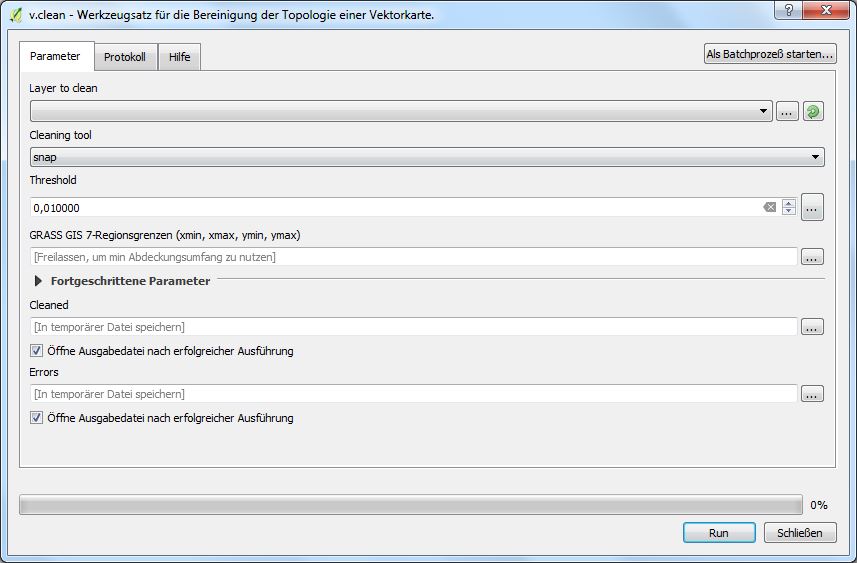 v.clean - Werkzeugsatz für die Bereinigung der Topologie einer Vektorkarte.
Parameter
Protokoll
Hilfe
Als Batchprozeß starten...
Layer to clean
...
Cleaning tool
snap
Threshold
0,010000
...
GRASS GIS 7-Regionsgrenzen (xmin, xmax, ymin, ymax)
[Freilassen, um min Abdeckungsumfang zu nutzen]
...
Fortgeschrittene Parameter
Cleaned
[In temporärer Datei speichern]
...
Öffne Ausgabedatei nach erfolgreicher Ausführung
Errors
[In temporärer Datei speichern]
...
Öffne Ausgabedatei nach erfolgreicher Ausführung
0%
Run
Schließen